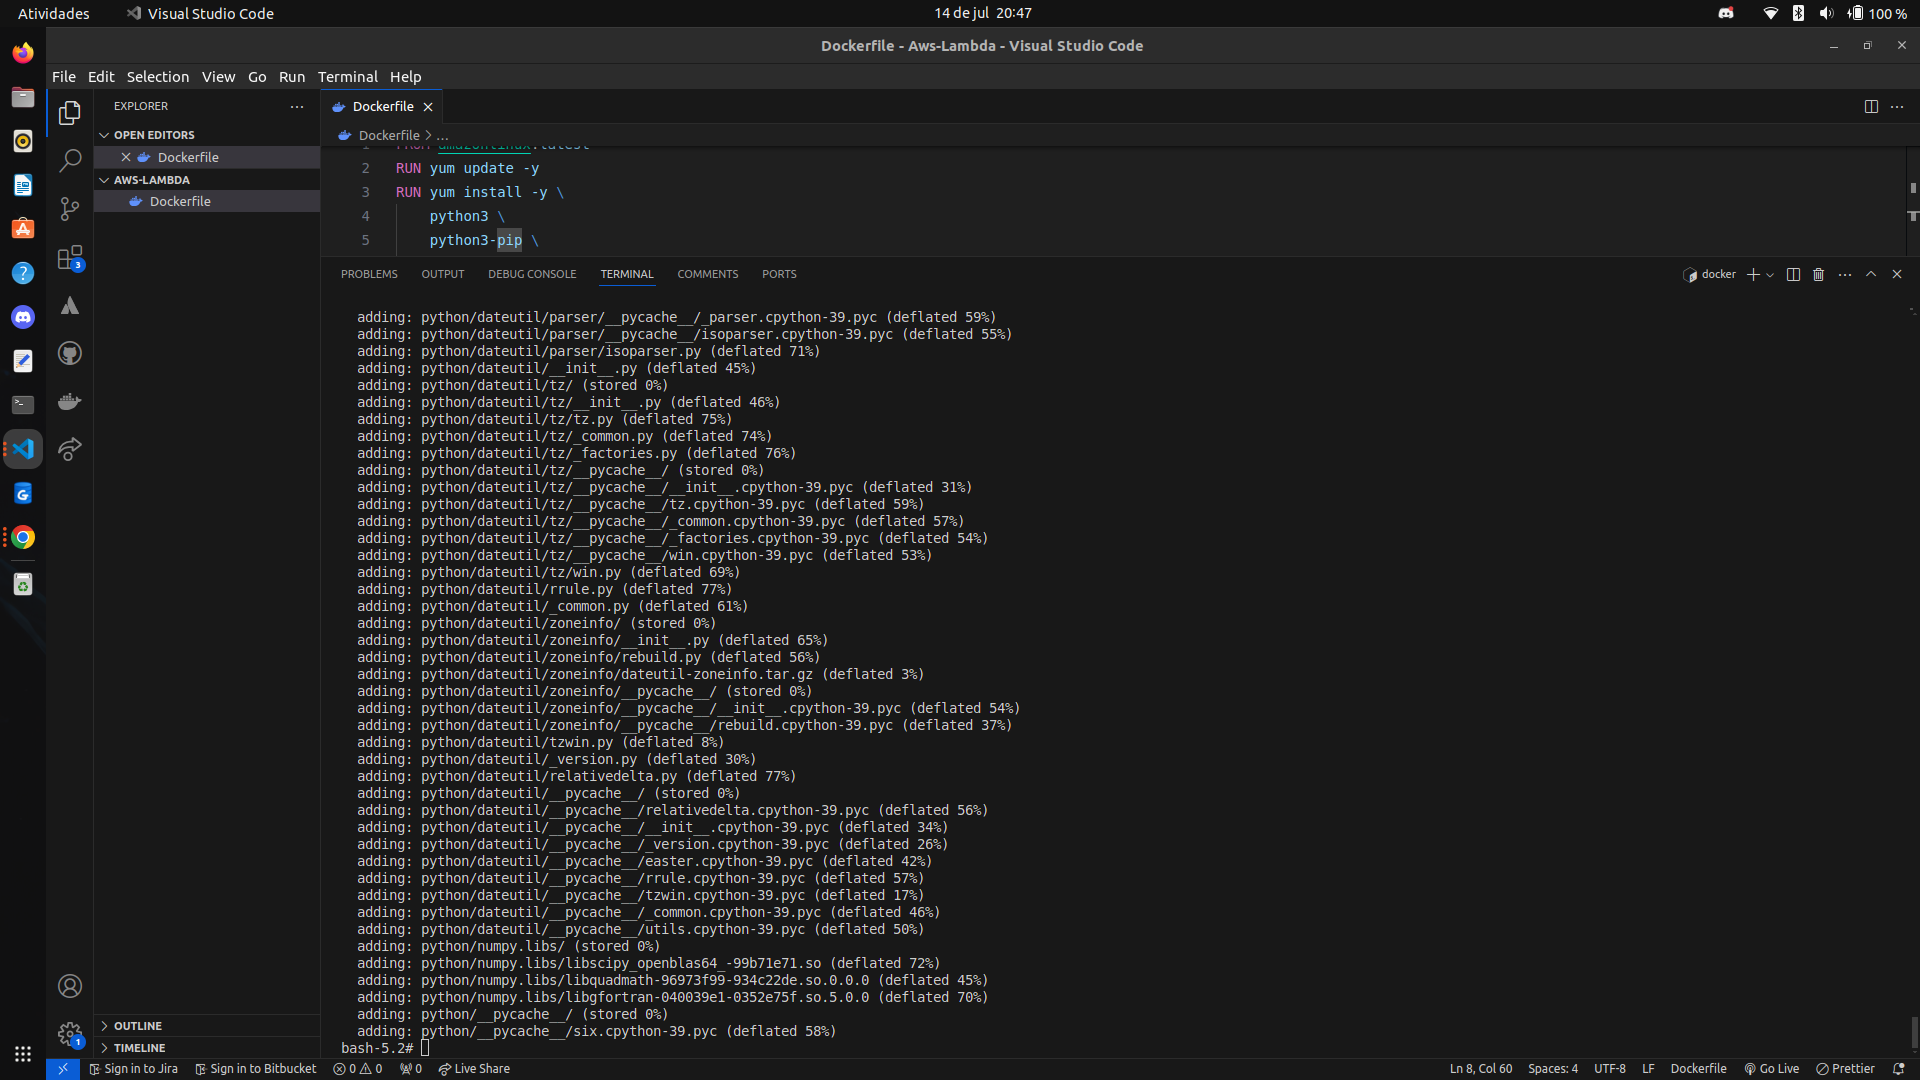 Atividades
Visual Studio Code
14 de jul 20:47
100 %
Dockerfile - Aws-Lambda - Visual Studio Code
File Edit Selection View Go Run Terminal Help
EXPLORER
OPEN EDITORS
Dockerfile
AWS-LAMBDA
Dockerfile
OUTLINE
TIMELINE
3
1
Dockerfile
Dockerfile > ...
1 FROM amazonlinux:latest
2 RUN yum update -y
3 RUN yum install -y \
4 python3 \
5 python3-pip \
PROBLEMS OUTPUT DEBUG CONSOLE TERMINAL COMMENTS PORTS
docker
adding: python/dateutil/parser/__pycache__/_parser.cpython-39.pyc (deflated 59%)
adding: python/dateutil/parser/__pycache__/isoparser.cpython-39.pyc (deflated 55%)
adding: python/dateutil/parser/isoparser.py (deflated 71%)
adding: python/dateutil/__init__.py (deflated 45%)
adding: python/dateutil/tz/ (stored 0%)
adding: python/dateutil/tz/__init__.py (deflated 46%)
adding: python/dateutil/tz/tz.py (deflated 75%)
adding: python/dateutil/tz/_common.py (deflated 74%)
adding: python/dateutil/tz/_factories.py (deflated 76%)
adding: python/dateutil/tz/__pycache__/ (stored 0%)
adding: python/dateutil/tz/__pycache__/__init__.cpython-39.pyc (deflated 31%)
adding: python/dateutil/tz/__pycache__/tz.cpython-39.pyc (deflated 59%)
adding: python/dateutil/tz/__pycache__/_common.cpython-39.pyc (deflated 57%)
adding: python/dateutil/tz/__pycache__/_factories.cpython-39.pyc (deflated 54%)
adding: python/dateutil/tz/__pycache__/win.cpython-39.pyc (deflated 53%)
adding: python/dateutil/tz/win.py (deflated 69%)
adding: python/dateutil/rrule.py (deflated 77%)
adding: python/dateutil/_common.py (deflated 61%)
adding: python/dateutil/zoneinfo/ (stored 0%)
adding: python/dateutil/zoneinfo/__init__.py (deflated 65%)
adding: python/dateutil/zoneinfo/rebuild.py (deflated 56%)
adding: python/dateutil/zoneinfo/dateutil-zoneinfo.tar.gz (deflated 3%)
adding: python/dateutil/zoneinfo/__pycache__/ (stored 0%)
adding: python/dateutil/zoneinfo/__pycache__/__init__.cpython-39.pyc (deflated 54%)
adding: python/dateutil/zoneinfo/__pycache__/rebuild.cpython-39.pyc (deflated 37%)
adding: python/dateutil/tzwin.py (deflated 8%)
adding: python/dateutil/_version.py (deflated 30%)
adding: python/dateutil/relativedelta.py (deflated 77%)
adding: python/dateutil/__pycache__/ (stored 0%)
adding: python/dateutil/__pycache__/relativedelta.cpython-39.pyc (deflated 56%)
adding: python/dateutil/__pycache__/__init__.cpython-39.pyc (deflated 34%)
adding: python/dateutil/__pycache__/_version.cpython-39.pyc (deflated 26%)
adding: python/dateutil/__pycache__/easter.cpython-39.pyc (deflated 42%)
adding: python/dateutil/__pycache__/rrule.cpython-39.pyc (deflated 57%)
adding: python/dateutil/__pycache__/tzwin.cpython-39.pyc (deflated 17%)
adding: python/dateutil/__pycache__/_common.cpython-39.pyc (deflated 46%)
adding: python/dateutil/__pycache__/utils.cpython-39.pyc (deflated 50%)
adding: python/numpy.libs/ (stored 0%)
adding: python/numpy.libs/libscipy_openblas64_-99b71e71.so (deflated 72%)
adding: python/numpy.libs/libquadmath-96973f99-934c22de.so.0.0.0 (deflated 45%)
adding: python/numpy.libs/libgfortran-040039e1-0352e75f.so.5.0.0 (deflated 70%)
adding: python/__pycache__/ (stored 0%)
adding: python/__pycache__/six.cpython-39.pyc (deflated 58%)
bash-5.2#
Sign in to Jira Sign in to Bitbucket 0 0 0 Live Share Ln 8, Col 60 Spaces: 4 UTF-8 LF Dockerfile Go Live Prettier